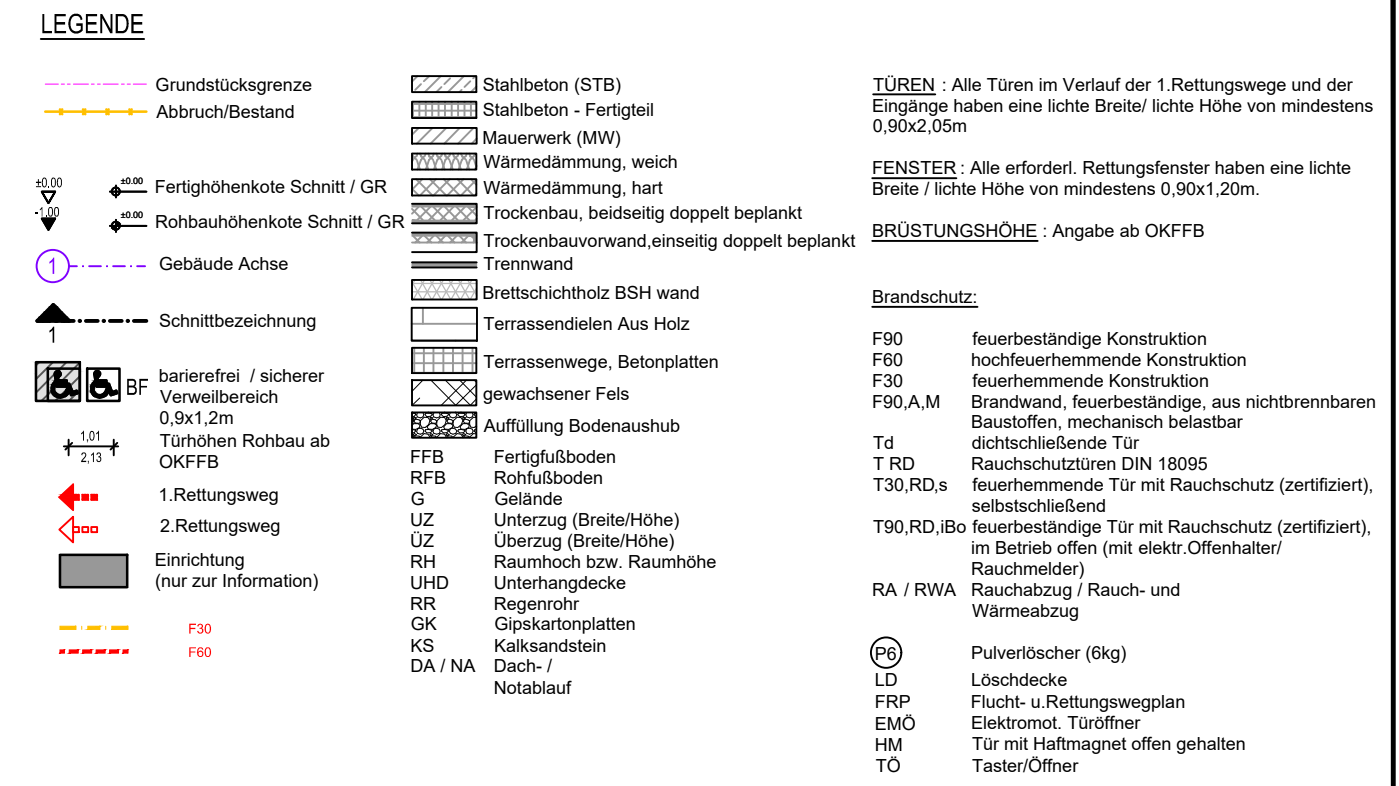 LEGENDE
Grundstücksgrenze
Abbruch/Bestand
±0,00
±0.00
Fertighöhenkote Schnitt / GR
-1,00
±0.00
Rohbauhöhenkote Schnitt / GR
1
Gebäude Achse
1
Schnittbezeichnung
BF
barierefrei / sicherer
Verweilbereich
0,9x1,2m
1,01
2,13
Türhöhen Rohbau ab
OKFFB
1.Rettungsweg
2.Rettungsweg
Einrichtung
(nur zur Information)
F30
F60
Stahlbeton (STB)
Stahlbeton - Fertigteil
Mauerwerk (MW)
Wärmedämmung, weich
Wärmedämmung, hart
Trockenbau, beidseitig doppelt beplankt
Trockenbauvorwand,einseitig doppelt beplankt
Trennwand
Brettschichtholz BSH wand
Terrassendielen Aus Holz
Terrassenwege, Betonplatten
gewachsener Fels
Auffüllung Bodenaushub
FFB Fertigfußboden
RFB Rohfußboden
G Gelände
UZ Unterzug (Breite/Höhe)
ÜZ Überzug (Breite/Höhe)
RH Raumhoch bzw. Raumhöhe
UHD Unterhangdecke
RR Regenrohr
GK Gipskartonplatten
KS Kalksandstein
DA / NA Dach- /
Notablauf
TÜREN : Alle Türen im Verlauf der 1.Rettungswege und der
Eingänge haben eine lichte Breite/ lichte Höhe von mindestens
0,90x2,05m
FENSTER : Alle erforderl. Rettungsfenster haben eine lichte
Breite / lichte Höhe von mindestens 0,90x1,20m.
BRÜSTUNGSHÖHE : Angabe ab OKFFB
Brandschutz:
F90 feuerbeständige Konstruktion
F60 hochfeuerhemmende Konstruktion
F30 feuerhemmende Konstruktion
F90,A,M Brandwand, feuerbeständige, aus nichtbrennbaren
Baustoffen, mechanisch belastbar
Td dichtschließende Tür
T RD Rauchschutztüren DIN 18095
T30,RD,s feuerhemmende Tür mit Rauchschutz (zertifiziert),
selbstschließend
T90,RD,iBo feuerbeständige Tür mit Rauchschutz (zertifiziert),
im Betrieb offen (mit elektr.Offenhalter/
Rauchmelder)
RA / RWA Rauchabzug / Rauch- und
Wärmeabzug
P6 Pulverlöscher (6kg)
LD Löschdecke
FRP Flucht- u.Rettungswegplan
EMÖ Elektromot. Türöffner
HM Tür mit Haftmagnet offen gehalten
TÖ Taster/Öffner